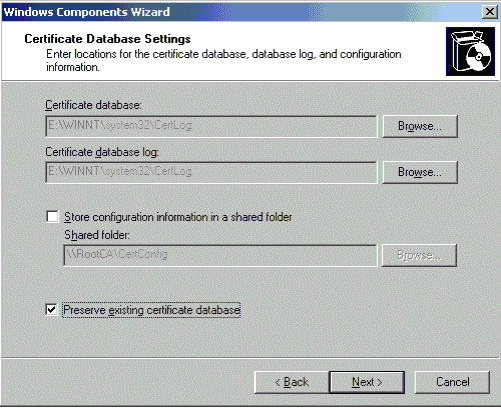 Windows Components Wizard
Certificate Database Settings
Enter locations for the certificate database, database log, and configuration
information.
Certificate database:
E:\WINNT\system32\CertLog
Browse...
Certificate database log:
E:\WINNT\system32\CertLog
Browse...
Store configuration information in a shared folder
Shared folder:
\\RootCA\CertConfig
Browse...
Preserve existing certificate database
< Back
Next >
Cancel